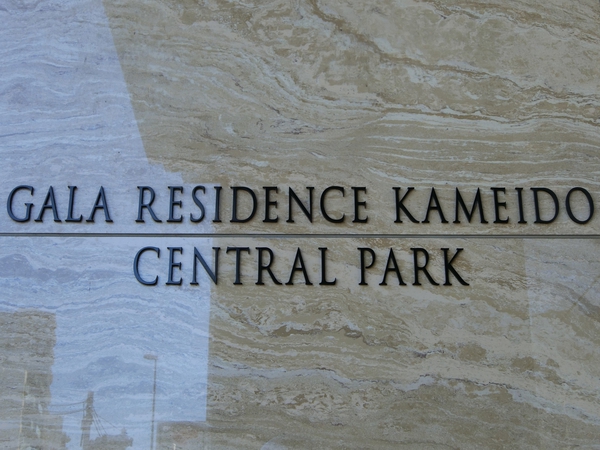 GALA RESIDENCE KAMEIDO
CENTRAL PARK